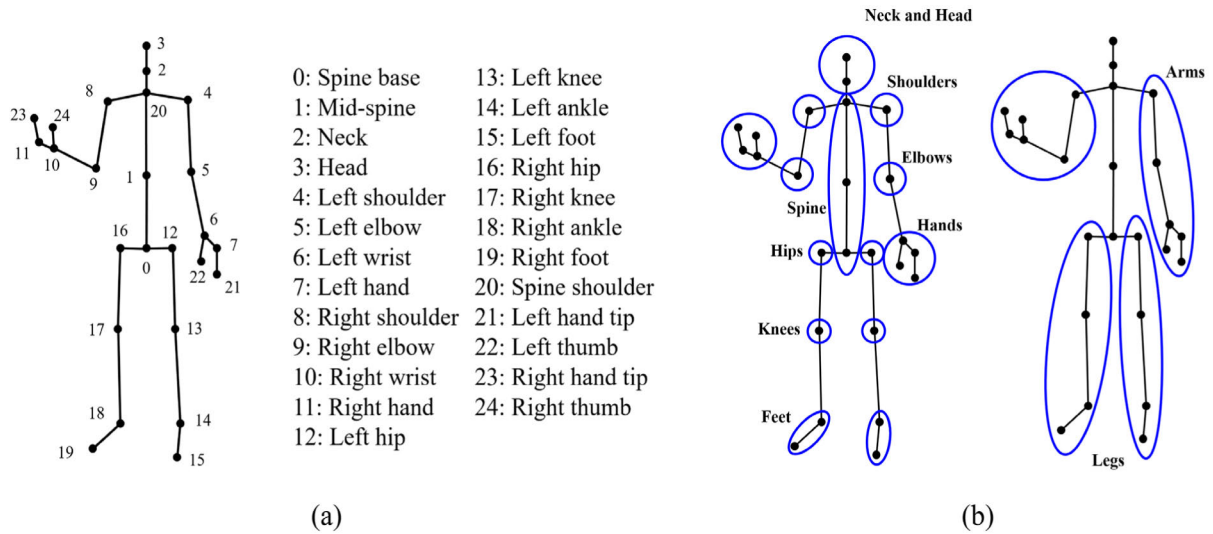 3
2
8
4
20
23
24
11
10
9
1
5
6
7
16
12
0
22
21
17
13
18
14
19
15
0: Spine base
1: Mid-spine
2: Neck
3: Head
4: Left shoulder
5: Left elbow
6: Left wrist
7: Left hand
8: Right shoulder
9: Right elbow
10: Right wrist
11: Right hand
12: Left hip
13: Left knee
14: Left ankle
15: Left foot
16: Right hip
17: Right knee
18: Right ankle
19: Right foot
20: Spine shoulder
21: Left hand tip
22: Left thumb
23: Right hand tip
24: Right thumb
(a)
Neck and Head
Shoulders
Elbows
Spine
Hands
Hips
Knees
Feet
Arms
Legs
(b)